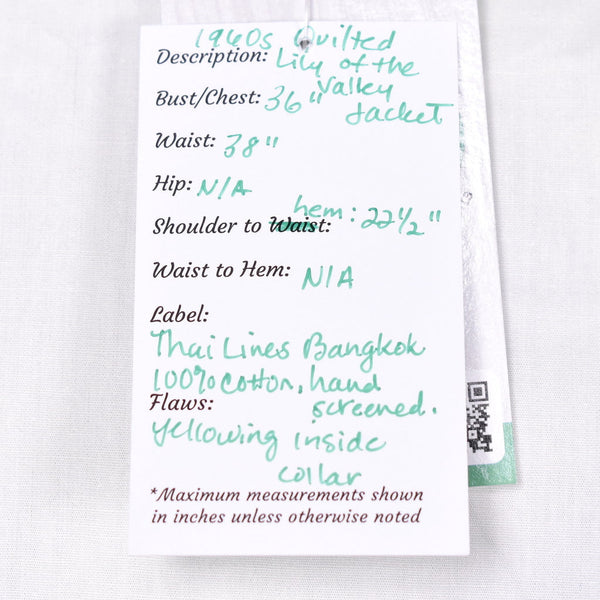 1960s Quilted
Description: Lily of the
Valley
Bust/Chest: 36" Jacket
Waist: 38"
Hip: N/A
hem: 22 1/2"
Shoulder to Waist:
Waist to Hem: N/A
Label:
Thai Lines Bangkok
100% cotton, hand
Flaws: screened.
Yellowing inside
collar
*Maximum measurements shown
in inches unless otherwise noted